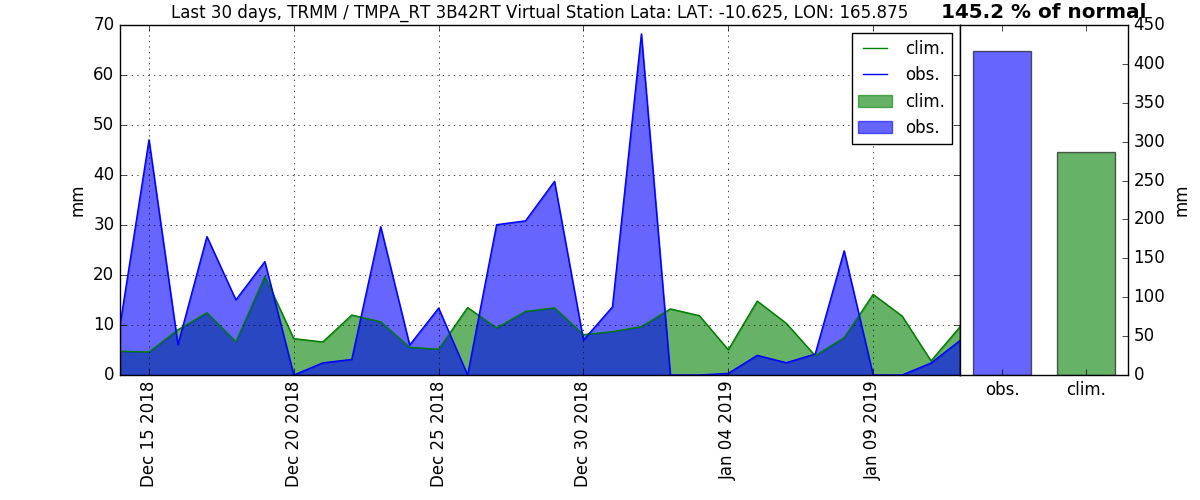 Last 30 days, TRMM / TMPA_RT 3B42RT Virtual Station Lata: LAT: -10.625, LON: 165.875
145.2 % of normal
70
60
50
40
30
20
10
0
mm
clim.
obs.
clim.
obs.
Dec 15 2018
Dec 20 2018
Dec 25 2018
Dec 30 2018
Jan 04 2019
Jan 09 2019
450
400
350
300
250
200
150
100
50
0
mm
obs.
clim.